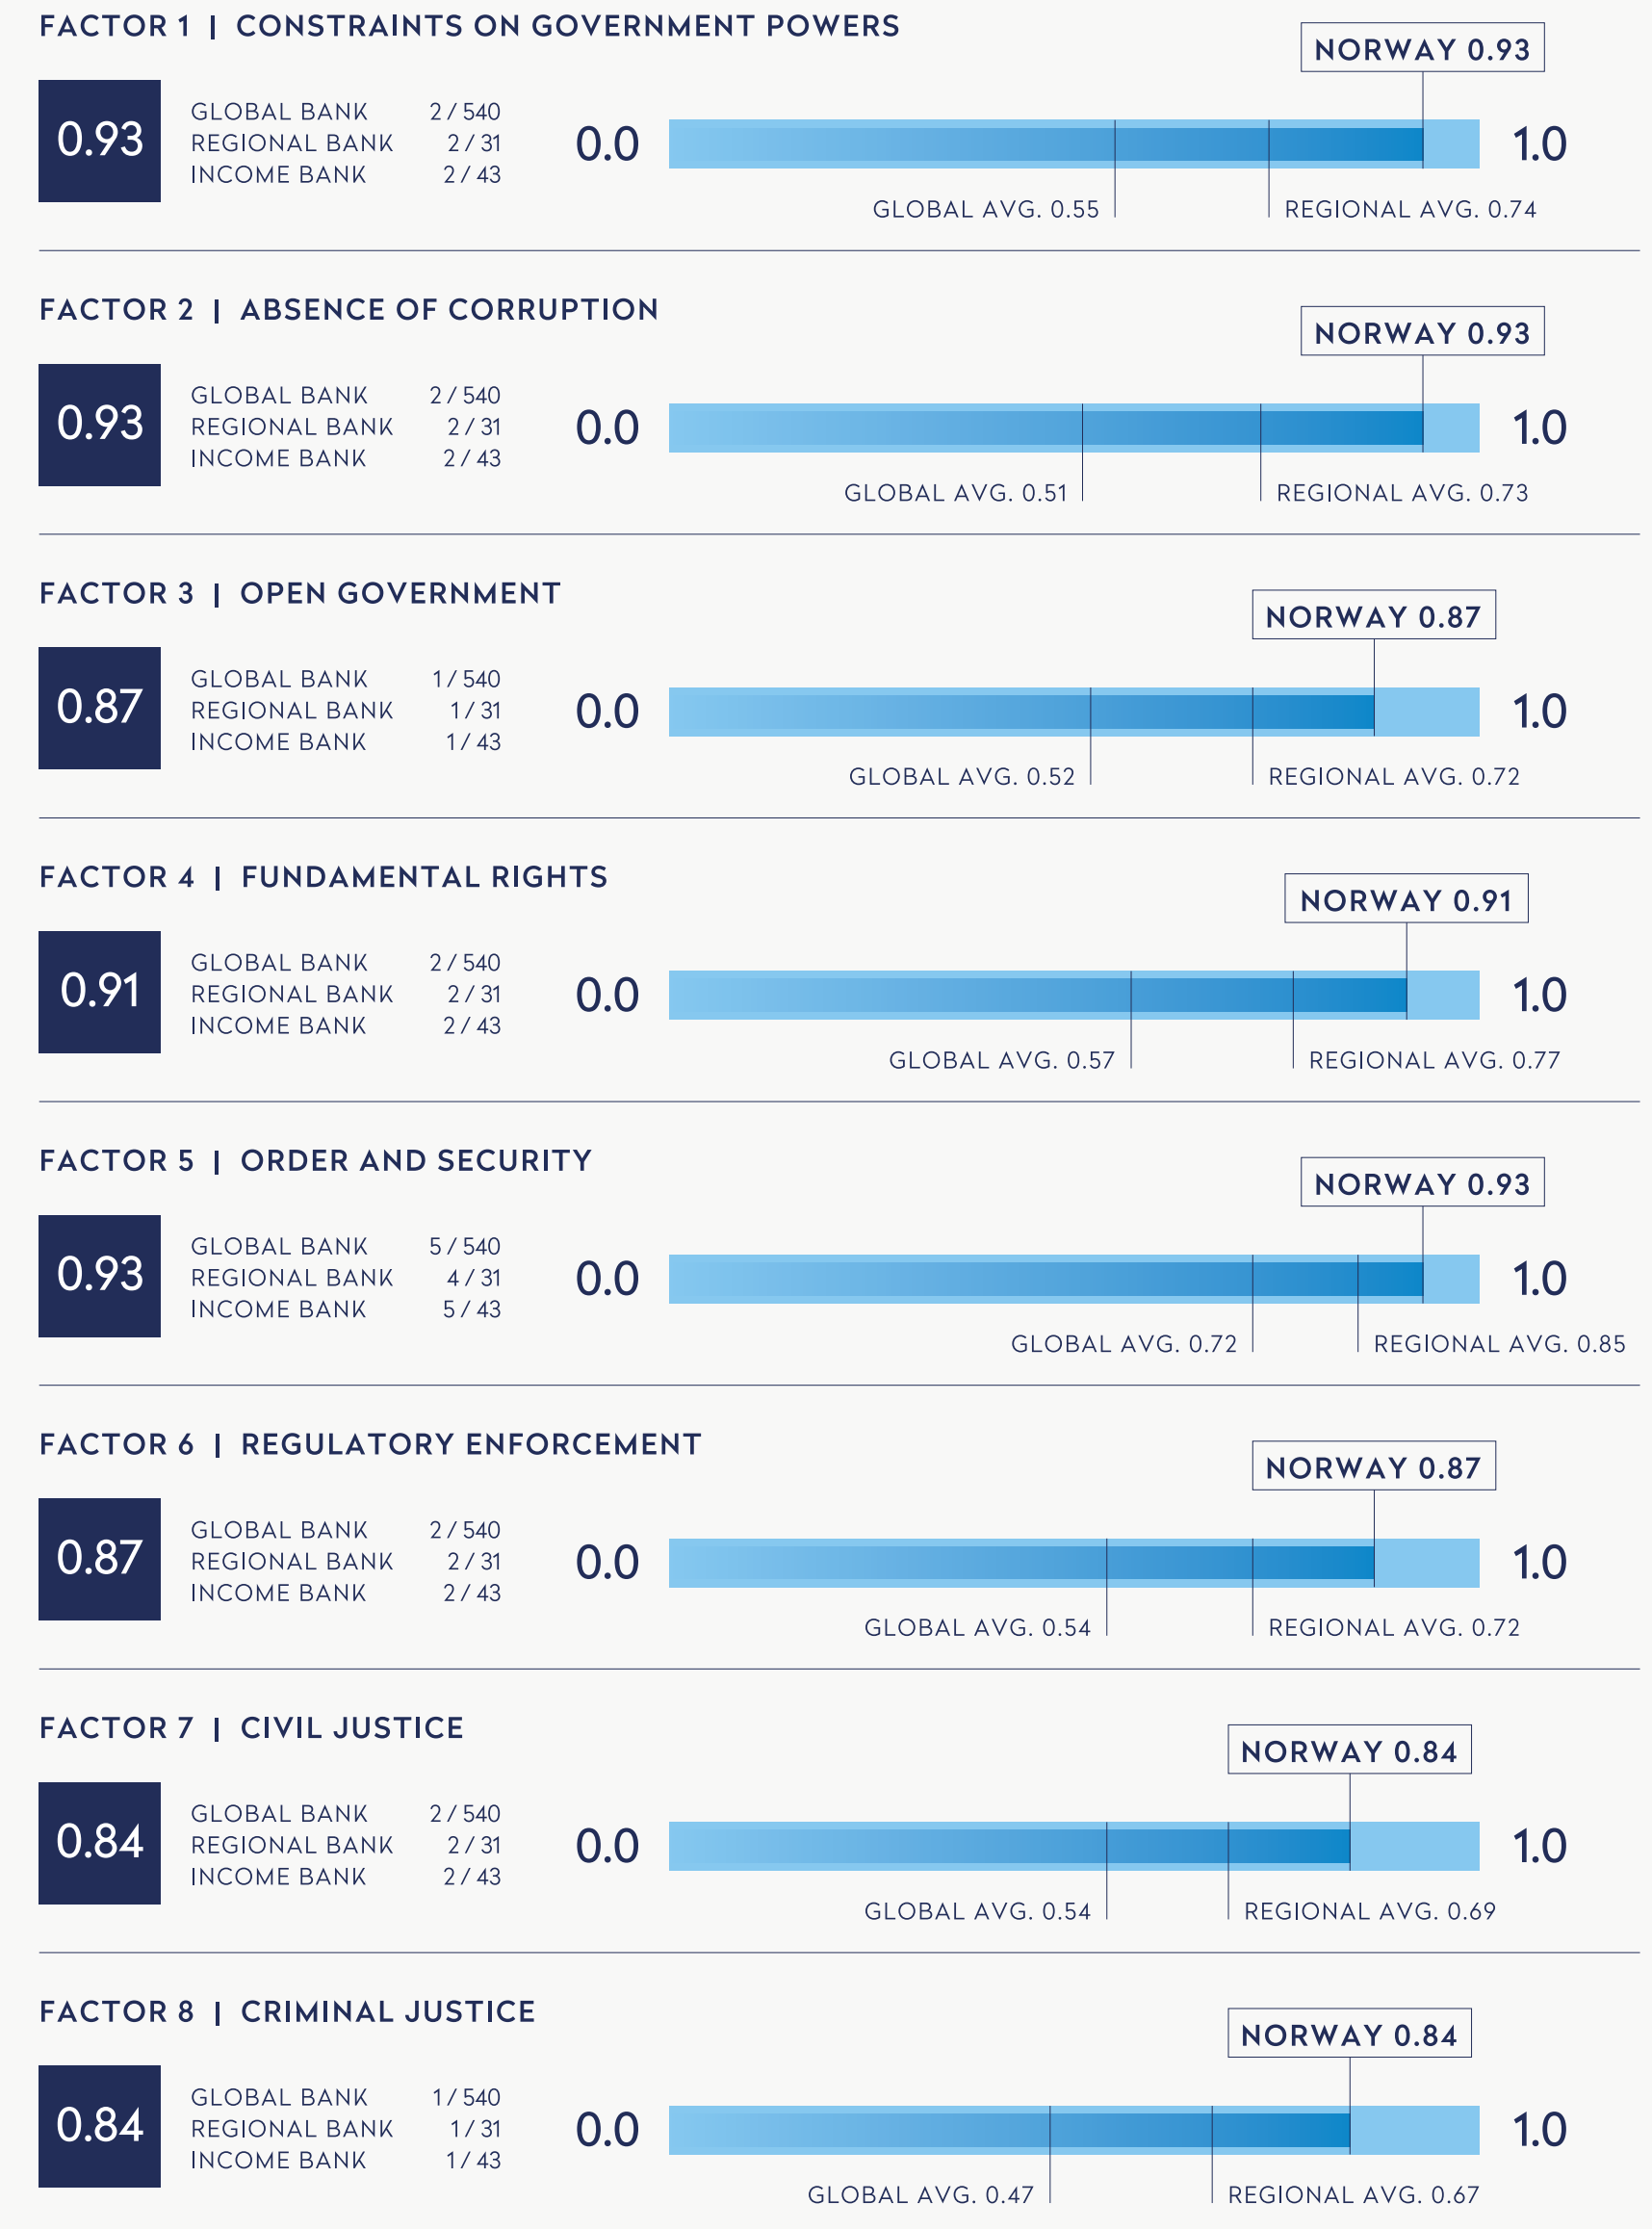 FACTOR 1 | CONSTRAINTS ON GOVERNMENT POWERS
NORWAY 0.93
0.93
GLOBAL BANK 2 / 540
REGIONAL BANK 2 / 31
INCOME BANK 2 / 43
0.0
1.0
GLOBAL AVG. 0.55
REGIONAL AVG. 0.74
FACTOR 2 | ABSENCE OF CORRUPTION
NORWAY 0.93
0.93
GLOBAL BANK 2 / 540
REGIONAL BANK 2 / 31
INCOME BANK 2 / 43
0.0
1.0
GLOBAL AVG. 0.51
REGIONAL AVG. 0.73
FACTOR 3 | OPEN GOVERNMENT
NORWAY 0.87
0.87
GLOBAL BANK 1 / 540
REGIONAL BANK 1 / 31
INCOME BANK 1 / 43
0.0
1.0
GLOBAL AVG. 0.52
REGIONAL AVG. 0.72
FACTOR 4 | FUNDAMENTAL RIGHTS
NORWAY 0.91
0.91
GLOBAL BANK 2 / 540
REGIONAL BANK 2 / 31
INCOME BANK 2 / 43
0.0
1.0
GLOBAL AVG. 0.57
REGIONAL AVG. 0.77
FACTOR 5 | ORDER AND SECURITY
NORWAY 0.93
0.93
GLOBAL BANK 5 / 540
REGIONAL BANK 4 / 31
INCOME BANK 5 / 43
0.0
1.0
GLOBAL AVG. 0.72
REGIONAL AVG. 0.85
FACTOR 6 | REGULATORY ENFORCEMENT
NORWAY 0.87
0.87
GLOBAL BANK 2 / 540
REGIONAL BANK 2 / 31
INCOME BANK 2 / 43
0.0
1.0
GLOBAL AVG. 0.54
REGIONAL AVG. 0.72
FACTOR 7 | CIVIL JUSTICE
NORWAY 0.84
0.84
GLOBAL BANK 2 / 540
REGIONAL BANK 2 / 31
INCOME BANK 2 / 43
0.0
1.0
GLOBAL AVG. 0.54
REGIONAL AVG. 0.69
FACTOR 8 | CRIMINAL JUSTICE
NORWAY 0.84
0.84
GLOBAL BANK 1 / 540
REGIONAL BANK 1 / 31
INCOME BANK 1 / 43
0.0
1.0
GLOBAL AVG. 0.47
REGIONAL AVG. 0.67